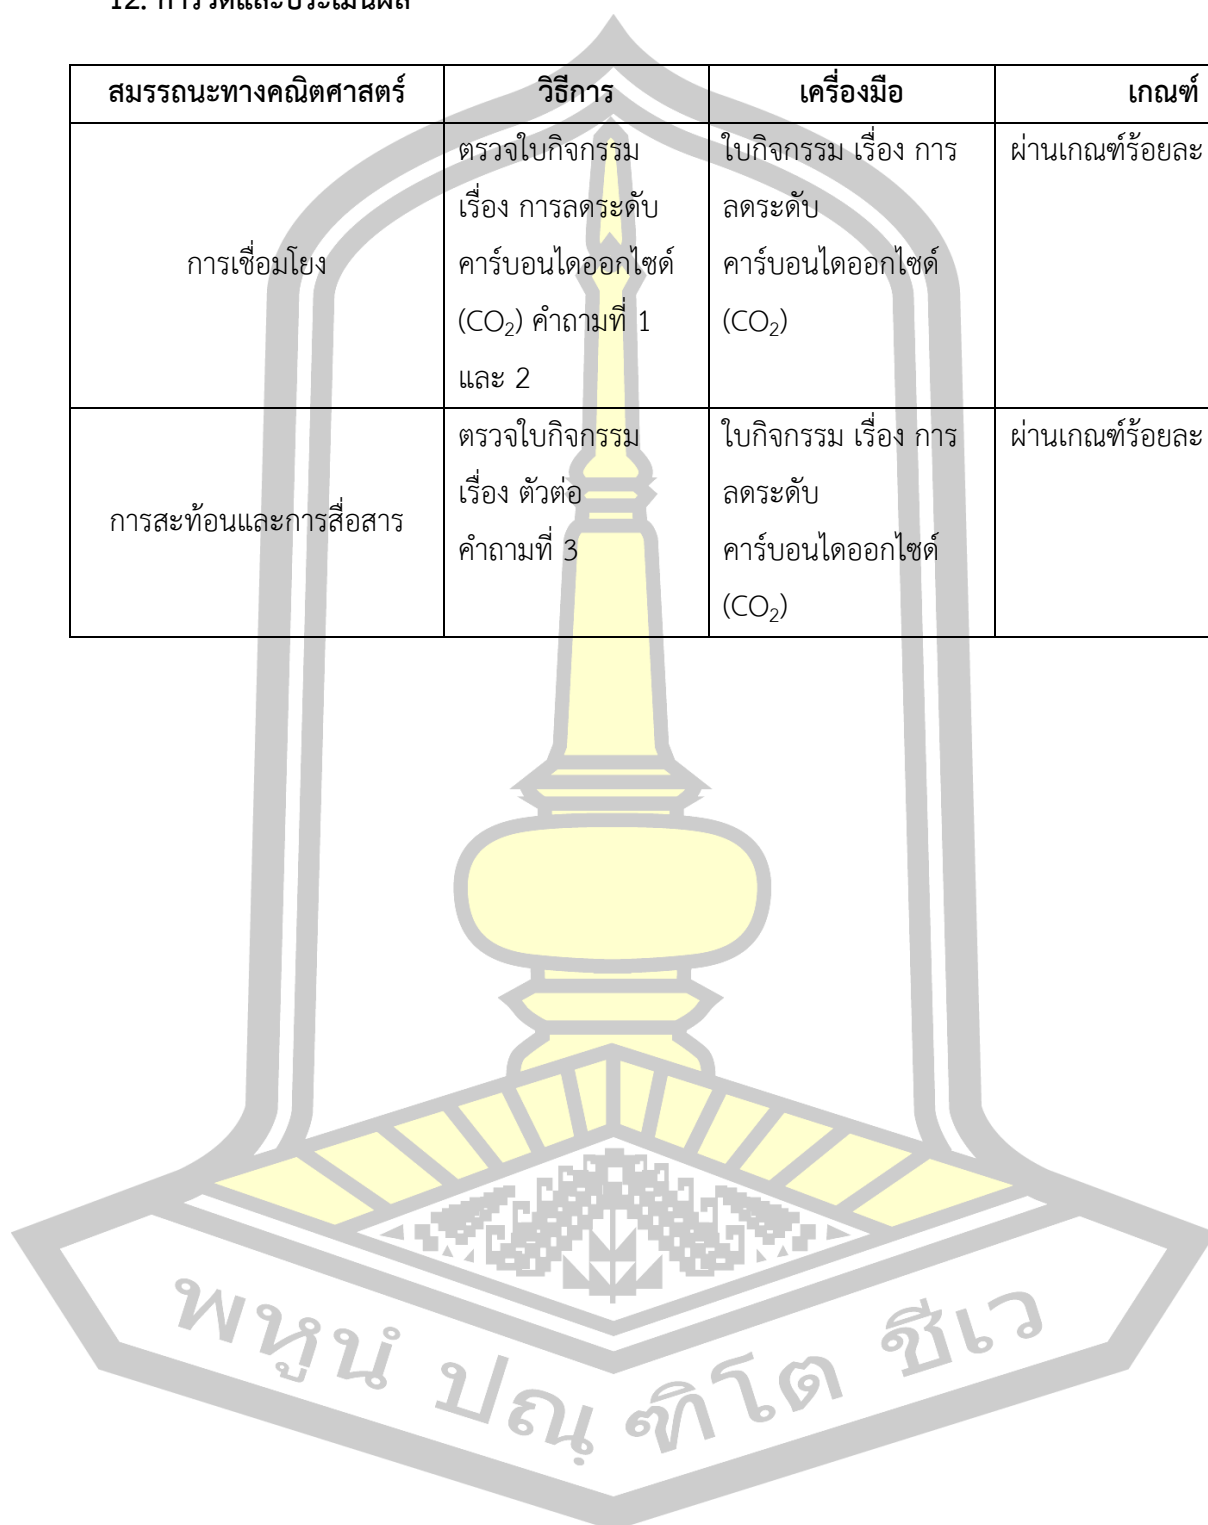 12. การวัดและประเมินผล
สมรรถนะทางคณิตศาสตร์ วิธีการ เครื่องมือ เกณฑ์
การเชื่อมโยง
ตรวจใบกิจกรรม
เรื่อง การลดระดับ
คาร์บอนไดออกไซด์
(CO₂) คำถามที่ 1
และ 2
ใบกิจกรรม เรื่อง การ
ลดระดับ
คาร์บอนไดออกไซด์
(CO₂)
ผ่านเกณฑ์ร้อยละ
การสะท้อนและการสื่อสาร
ตรวจใบกิจกรรม
เรื่อง ตัวต่อ
คำถามที่ 3
ใบกิจกรรม เรื่อง การ
ลดระดับ
คาร์บอนไดออกไซด์
(CO₂)
ผ่านเกณฑ์ร้อยละ
พหูนํ ปณฺฑิโต ชีเว